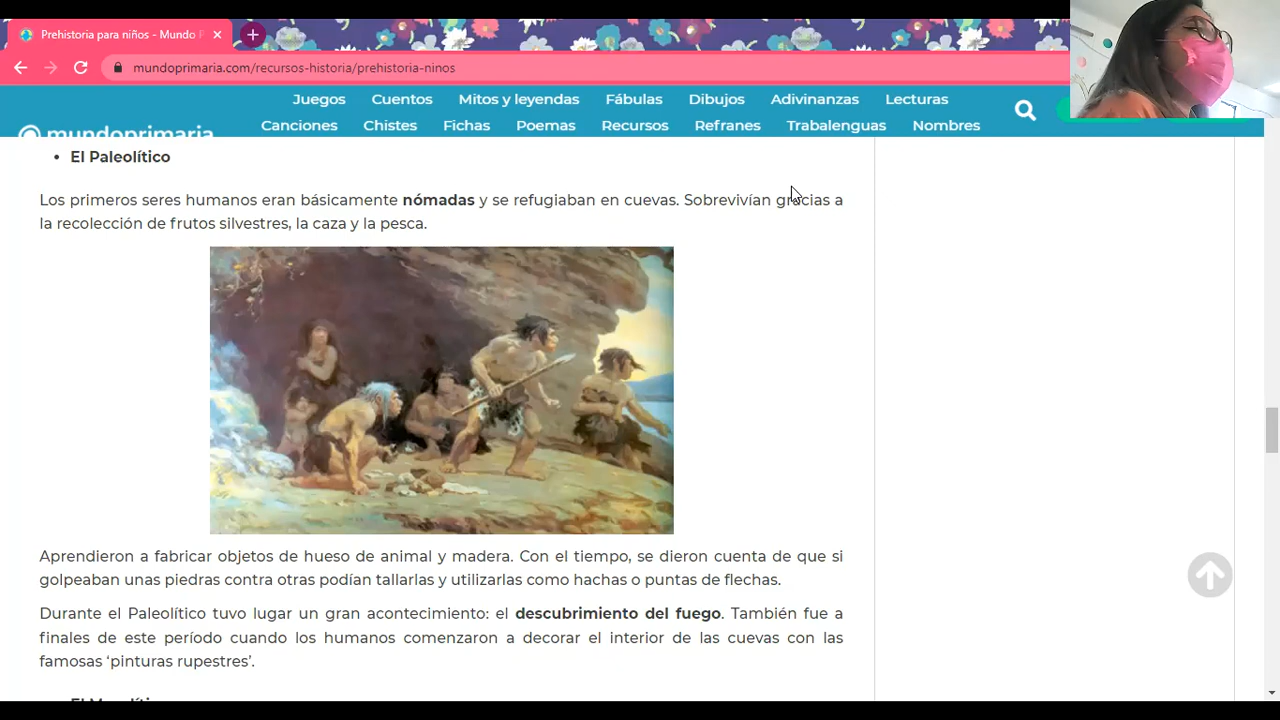 Prehistoria para niños - Mundo P
mundoprimaria.com/recursos-historia/prehistoria-ninos
Juegos Cuentos Mitos y leyendas Fábulas Dibujos Adivinanzas Lecturas
mundoprimaria
Canciones Chistes Fichas Poemas Recursos Refranes Trabalenguas Nombres
• El Paleolítico
Los primeros seres humanos eran básicamente nómadas y se refugiaban en cuevas. Sobrevivían gracias a
la recolección de frutos silvestres, la caza y la pesca.
Aprendieron a fabricar objetos de hueso de animal y madera. Con el tiempo, se dieron cuenta de que si
golpeaban unas piedras contra otras podían tallarlas y utilizarlas como hachas o puntas de flechas.
Durante el Paleolítico tuvo lugar un gran acontecimiento: el descubrimiento del fuego. También fue a
finales de este período cuando los humanos comenzaron a decorar el interior de las cuevas con las
famosas ‘pinturas rupestres’.